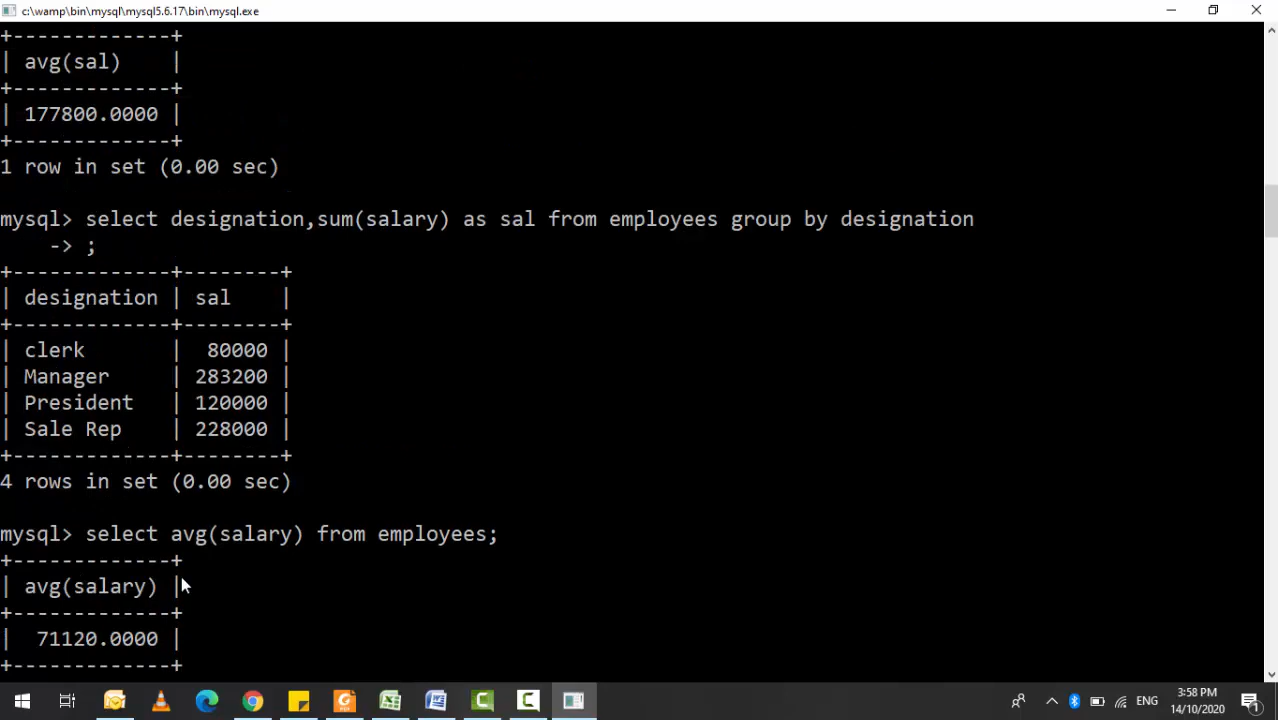 c:\wamp\bin\mysql\mysql5.6.17\bin\mysql.exe
+-------------+
| avg(sal)    |
+-------------+
| 177800.0000 |
+-------------+
1 row in set (0.00 sec)
mysql> select designation,sum(salary) as sal from employees group by designation
    -> ;
+-------------+--------+
| designation | sal    |
+-------------+--------+
| clerk       |  80000 |
| Manager     | 283200 |
| President   | 120000 |
| Sale Rep    | 228000 |
+-------------+--------+
4 rows in set (0.00 sec)
mysql> select avg(salary) from employees;
+-------------+
| avg(salary) |
+-------------+
|  71120.0000 |
+-------------+
ENG
3:58 PM
14/10/2020
1